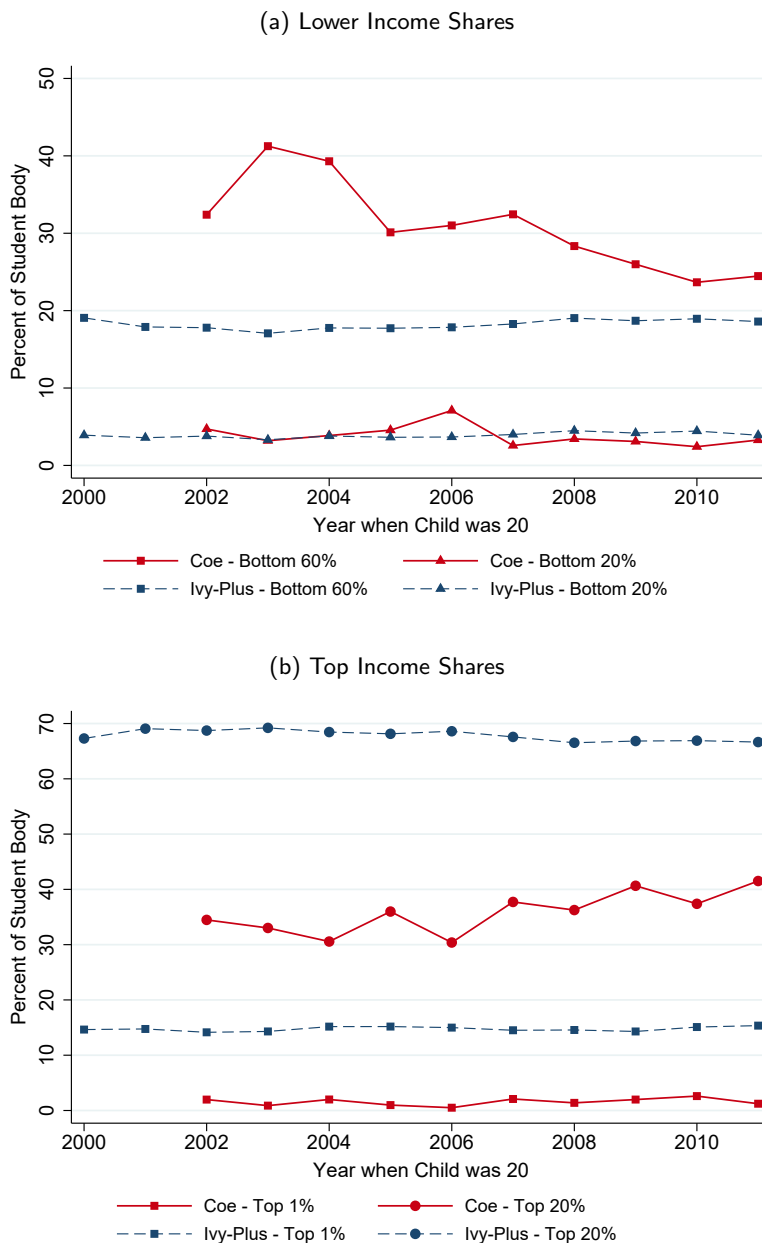 (a) Lower Income Shares
50
40
30
20
10
0
Percent of Student Body
2000 2002 2004 2006 2008 2010
Year when Child was 20
Coe - Bottom 60% Coe - Bottom 20%
Ivy-Plus - Bottom 60% Ivy-Plus - Bottom 20%
(b) Top Income Shares
70
60
50
40
30
20
10
0
Percent of Student Body
2000 2002 2004 2006 2008 2010
Year when Child was 20
Coe - Top 1% Coe - Top 20%
Ivy-Plus - Top 1% Ivy-Plus - Top 20%